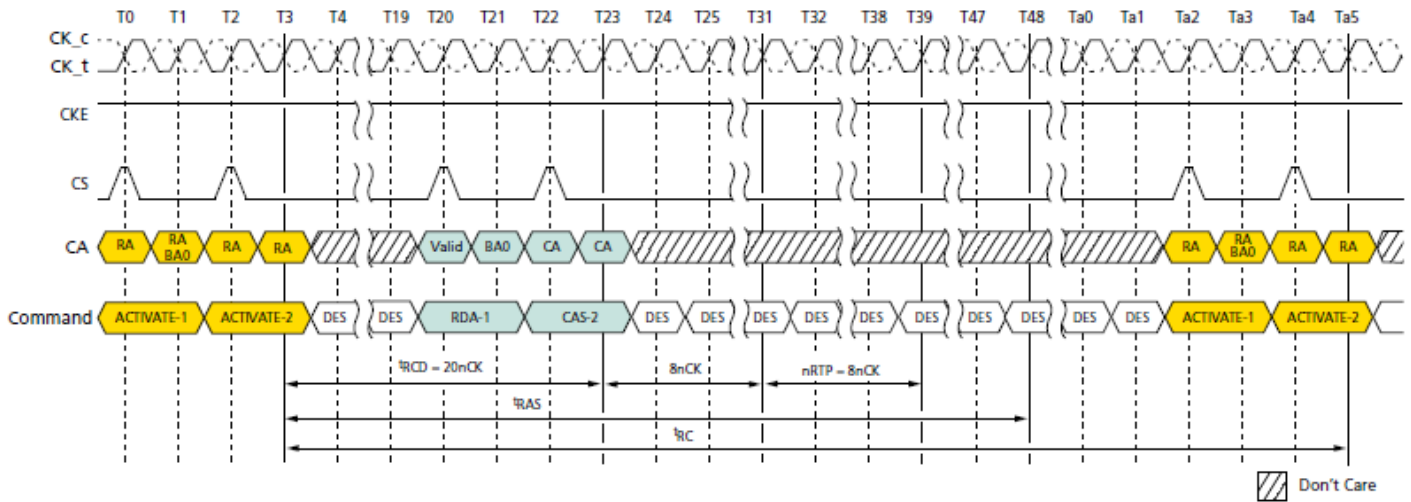 T0 T1 T2 T3 T4 T19 T20 T21 T22 T23 T24 T25 T31 T32 T38 T39 T47 T48 Ta0 Ta1 Ta2 Ta3 Ta4 Ta5
CK_c
CK_t
CKE
CS
CA RA RA BA0 RA RA Valid BA0 CA CA RA RA BA0 RA RA
Command ACTIVATE-1 ACTIVATE-2 DES DES RDA-1 CAS-2 DES DES DES DES DES DES DES DES DES DES ACTIVATE-1 ACTIVATE-2
tRCD = 20nCK 8nCK nRTP = 8nCK
tRAS
tRC
Don't Care